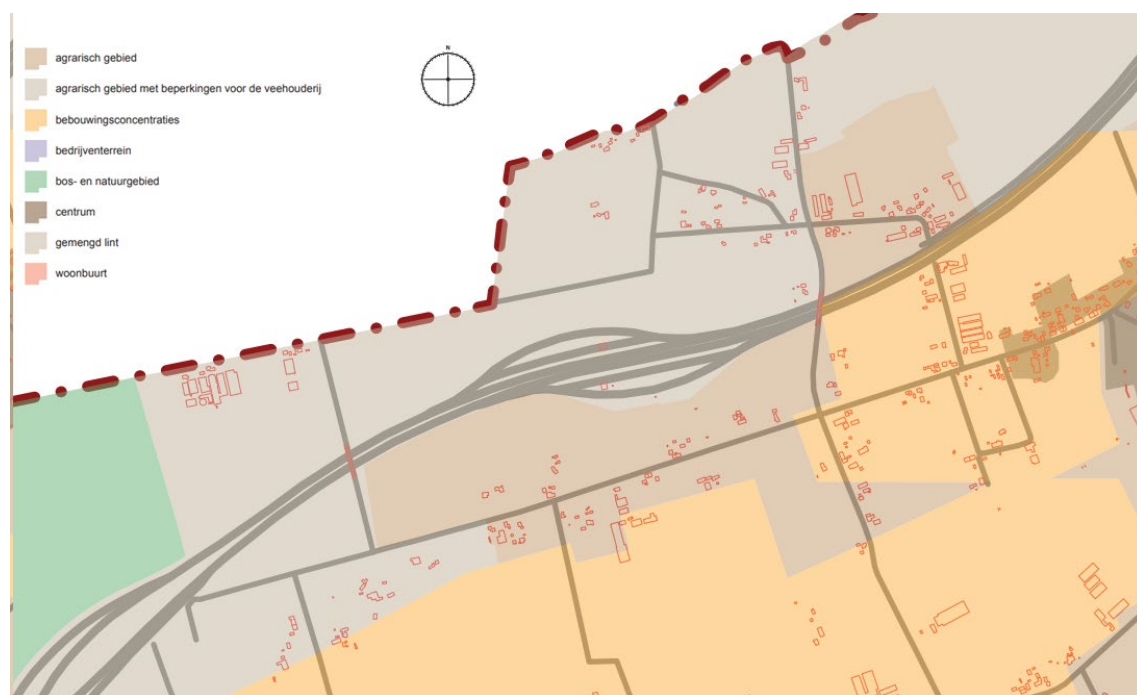 N
agrarisch gebied
agrarisch gebied met beperkingen voor de veehouderij
bebouwingsconcentraties
bedrijventerrein
bos- en natuurgebied
centrum
gemengd lint
woonbuurt